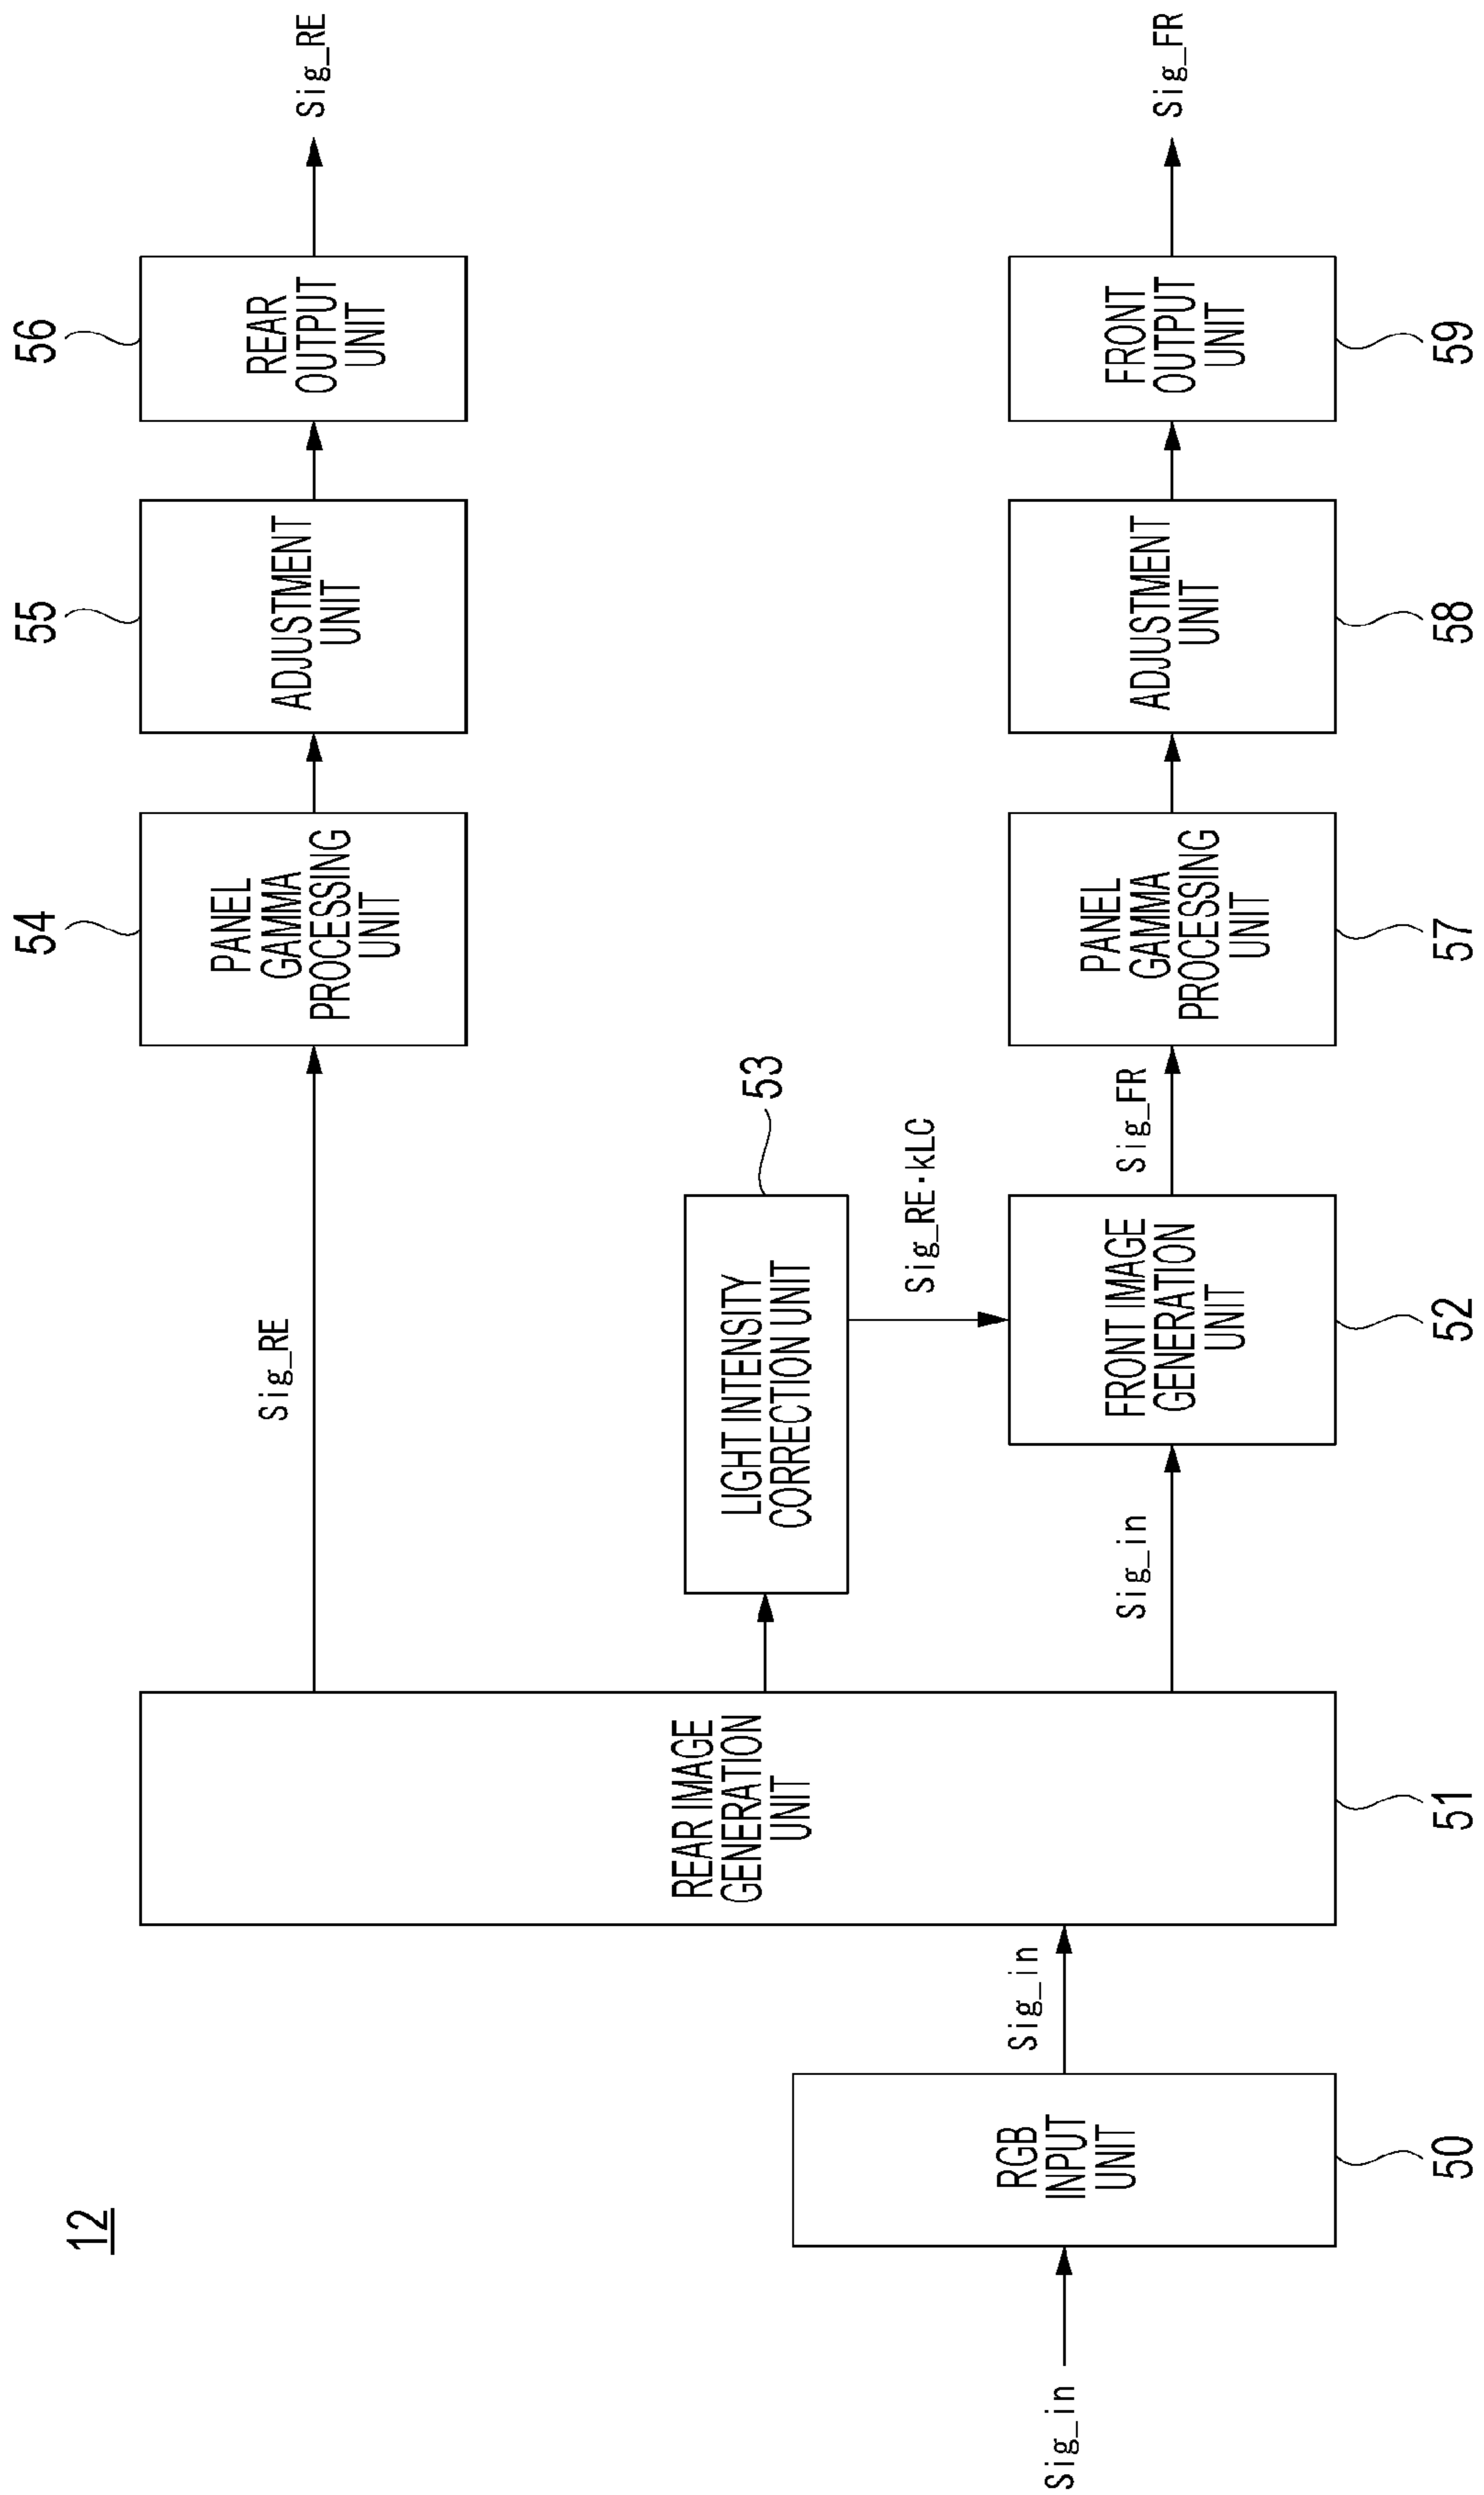 12
54
55
56
Sig_RE
PANEL
GAMMA
PROCESSING
UNIT
ADJUSTMENT
UNIT
REAR
OUTPUT
UNIT
Sig_RE
REAR IMAGE
GENERATION
UNIT
LIGHT INTENSITY
CORRECTION UNIT
53
Sig_RE·kLC
Sig_in
RGB
INPUT
UNIT
Sig_in
Sig_in
FRONT IMAGE
GENERATION
UNIT
Sig_FR
PANEL
GAMMA
PROCESSING
UNIT
ADJUSTMENT
UNIT
FRONT
OUTPUT
UNIT
Sig_FR
50
51
52
57
58
59